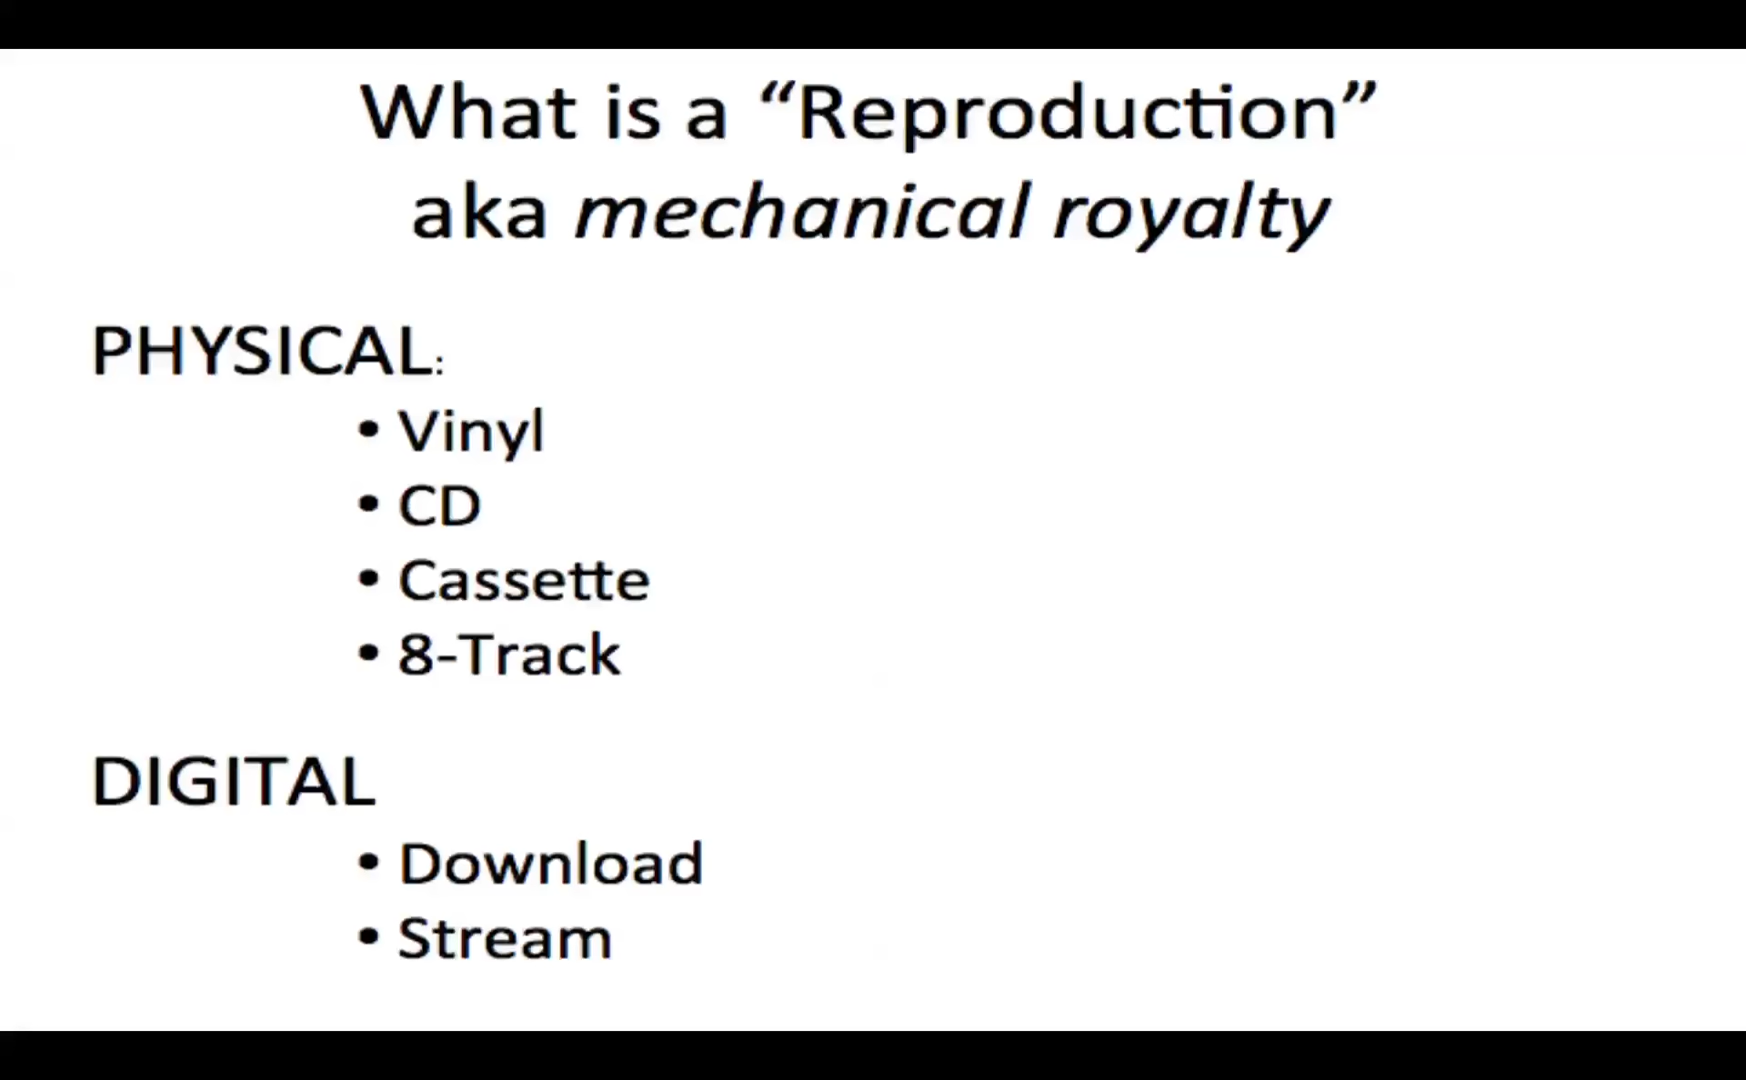 What is a “Reproduction”
aka mechanical royalty
PHYSICAL:
• Vinyl
• CD
• Cassette
• 8-Track
DIGITAL
• Download
• Stream